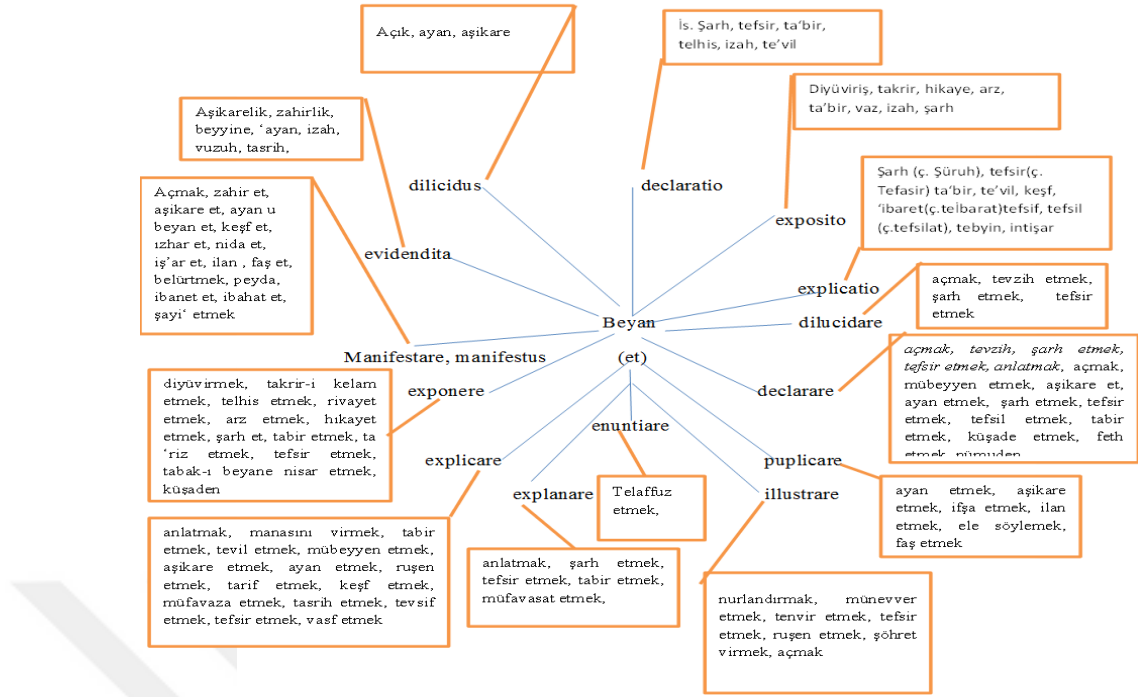 Açık, ayan, aşikare
İs. Şarh, tefsir, ta‘bir,
telhis, izah, te’vil
Diyüviriş, takrir, hikaye, arz,
ta‘bir, vaz, izah, şarh
Aşikarelik, zahirlik,
beyyine, ‘ayan, izah,
vuzuh, tasrih,
Şarh (ç. Şüruh), tefsir(ç.
Tefasir) ta‘bir, te’vil, keşf,
‘ibaret(ç.telbarat)tefsif, tefsil
(ç.tefsilat), tebyin, intişar
Açmak, zahir et,
aşikare et, ayan u
beyan et, keşf et,
ızhar et, nida et,
iş‘ar et, ilan , faş et,
belürtmek, peyda,
ibanet et, ibahat et,
şayi‘ etmek
dilicidus
declaratio
exposito
evidendita
explicatio
açmak, tevzih etmek,
şarh etmek, tefsir
etmek
Beyan
(et)
dilucidare
Manifestare, manifestus
exponere
declarare
açmak, tevzih, şarh etmek,
tefsir etmek, anlatmak, açmak,
mübeyyen etmek, aşikare et,
ayan etmek, şarh etmek, tefsir
etmek, tefsil etmek, tabir
etmek, küşade etmek, feth
etmek, nümuden
diyüvirmek, takrir-i kelam
etmek, telhis etmek, rivayet
etmek, arz etmek, hıkayet
etmek, şarh et, tabir etmek, ta
‘riz etmek, tefsir etmek,
tabak-ı beyane nisar etmek,
küşaden
enuntiare
explicare
puplicare
explanare
illustrare
Telaffuz
etmek,
ayan etmek, aşikare
etmek, ifşa etmek, ilan
etmek, ele söylemek,
faş etmek
anlatmak, manasını virmek, tabir
etmek, tevil etmek, mübeyyen etmek,
aşikare etmek, ayan etmek, ruşen
etmek, tarif etmek, keşf etmek,
müfavaza etmek, tasrih etmek, tevsif
etmek, tefsir etmek, vasf etmek
anlatmak, şarh etmek,
tefsir etmek, tabir etmek,
müfavasat etmek,
nurlandırmak, münevver
etmek, tenvir etmek, tefsir
etmek, ruşen etmek, şöhret
virmek, açmak